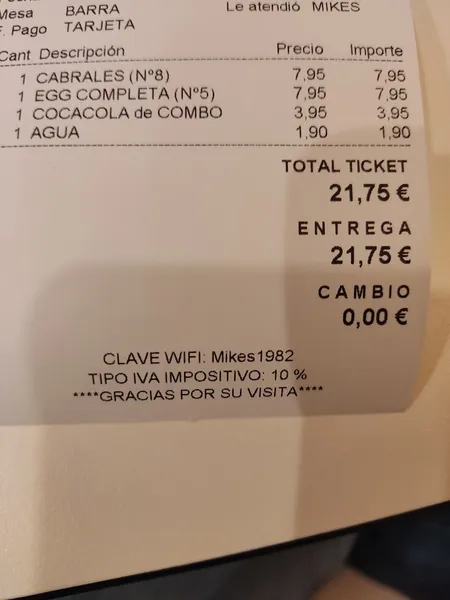 Mesa BARRA Le atendió MIKES
F. Pago TARJETA
Cant Descripción Precio Importe
1 CABRALES (Nº8) 7,95 7,95
1 EGG COMPLETA (Nº5) 7,95 7,95
1 COCACOLA de COMBO 3,95 3,95
1 AGUA 1,90 1,90
TOTAL TICKET
21,75 €
ENTREGA
21,75 €
CAMBIO
0,00 €
CLAVE WIFI: Mikes1982
TIPO IVA IMPOSITIVO: 10 %
****GRACIAS POR SU VISITA****